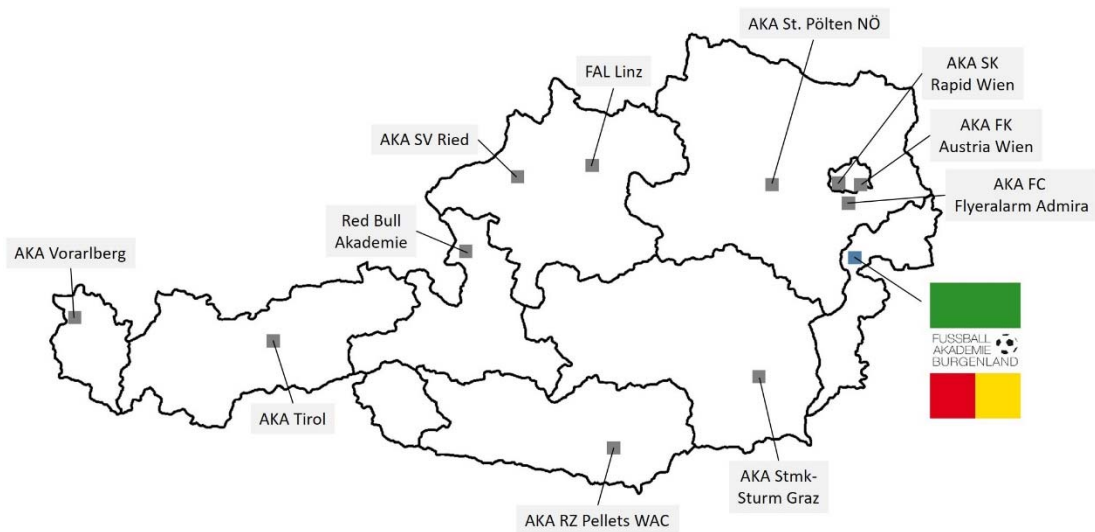 AKA St. Pölten NÖ
FAL Linz
AKA SK
Rapid Wien
AKA SV Ried
AKA FK
Austria Wien
AKA FC
Flyeralarm Admira
Red Bull
Akademie
AKA Vorarlberg
FUSSBALL
AKADEMIE
BURGENLAND
AKA Tirol
AKA Stmk-
Sturm Graz
AKA RZ Pellets WAC